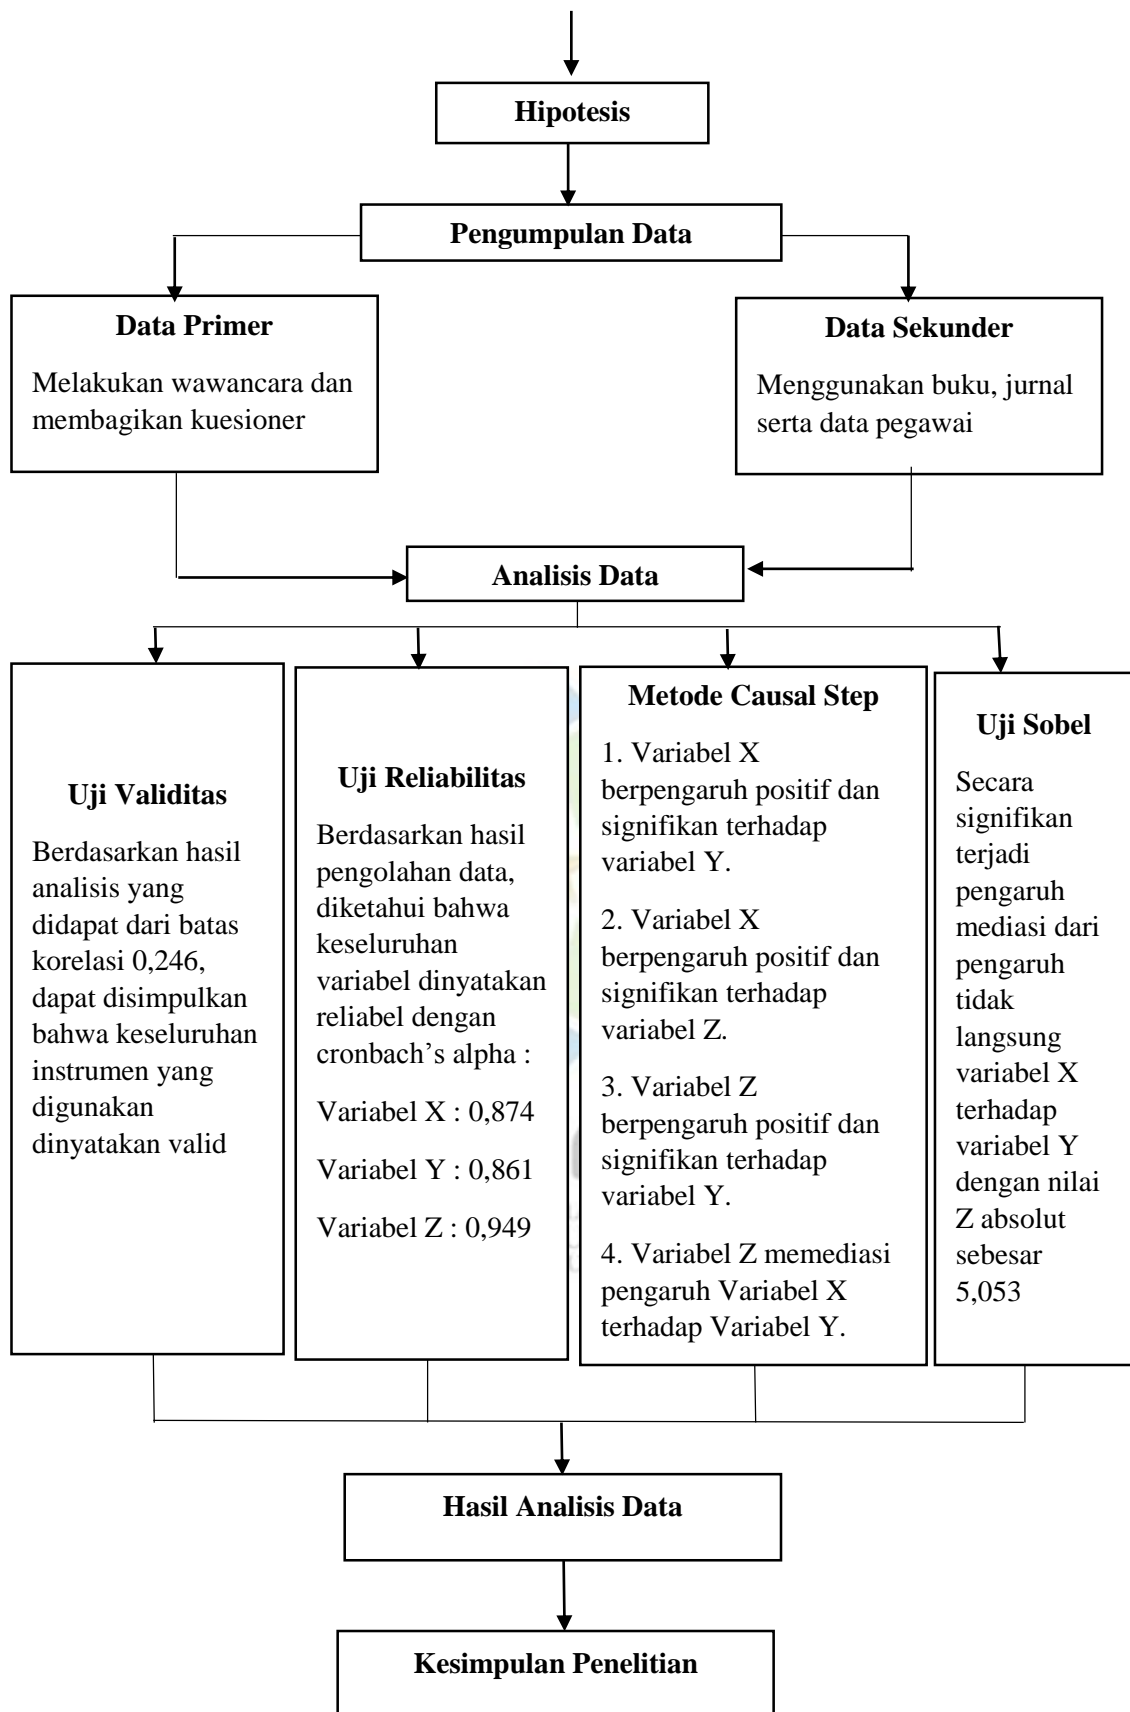 Hipotesis
Pengumpulan Data
Data Primer
Melakukan wawancara dan
membagikan kuesioner
Data Sekunder
Menggunakan buku, jurnal
serta data pegawai
Analisis Data
Uji Validitas
Berdasarkan hasil
analisis yang
didapat dari batas
korelasi 0,246,
dapat disimpulkan
bahwa keseluruhan
instrumen yang
digunakan
dinyatakan valid
Uji Reliabilitas
Berdasarkan hasil
pengolahan data,
diketahui bahwa
keseluruhan
variabel dinyatakan
reliabel dengan
cronbach’s alpha :
Variabel X : 0,874
Variabel Y : 0,861
Variabel Z : 0,949
Metode Causal Step
1. Variabel X
berpengaruh positif dan
signifikan terhadap
variabel Y.
2. Variabel X
berpengaruh positif dan
signifikan terhadap
variabel Z.
3. Variabel Z
berpengaruh positif dan
signifikan terhadap
variabel Y.
4. Variabel Z memediasi
pengaruh Variabel X
terhadap Variabel Y.
Uji Sobel
Secara
signifikan
terjadi
pengaruh
mediasi dari
pengaruh
tidak
langsung
variabel X
terhadap
variabel Y
dengan nilai
Z absolut
sebesar
5,053
Hasil Analisis Data
Kesimpulan Penelitian